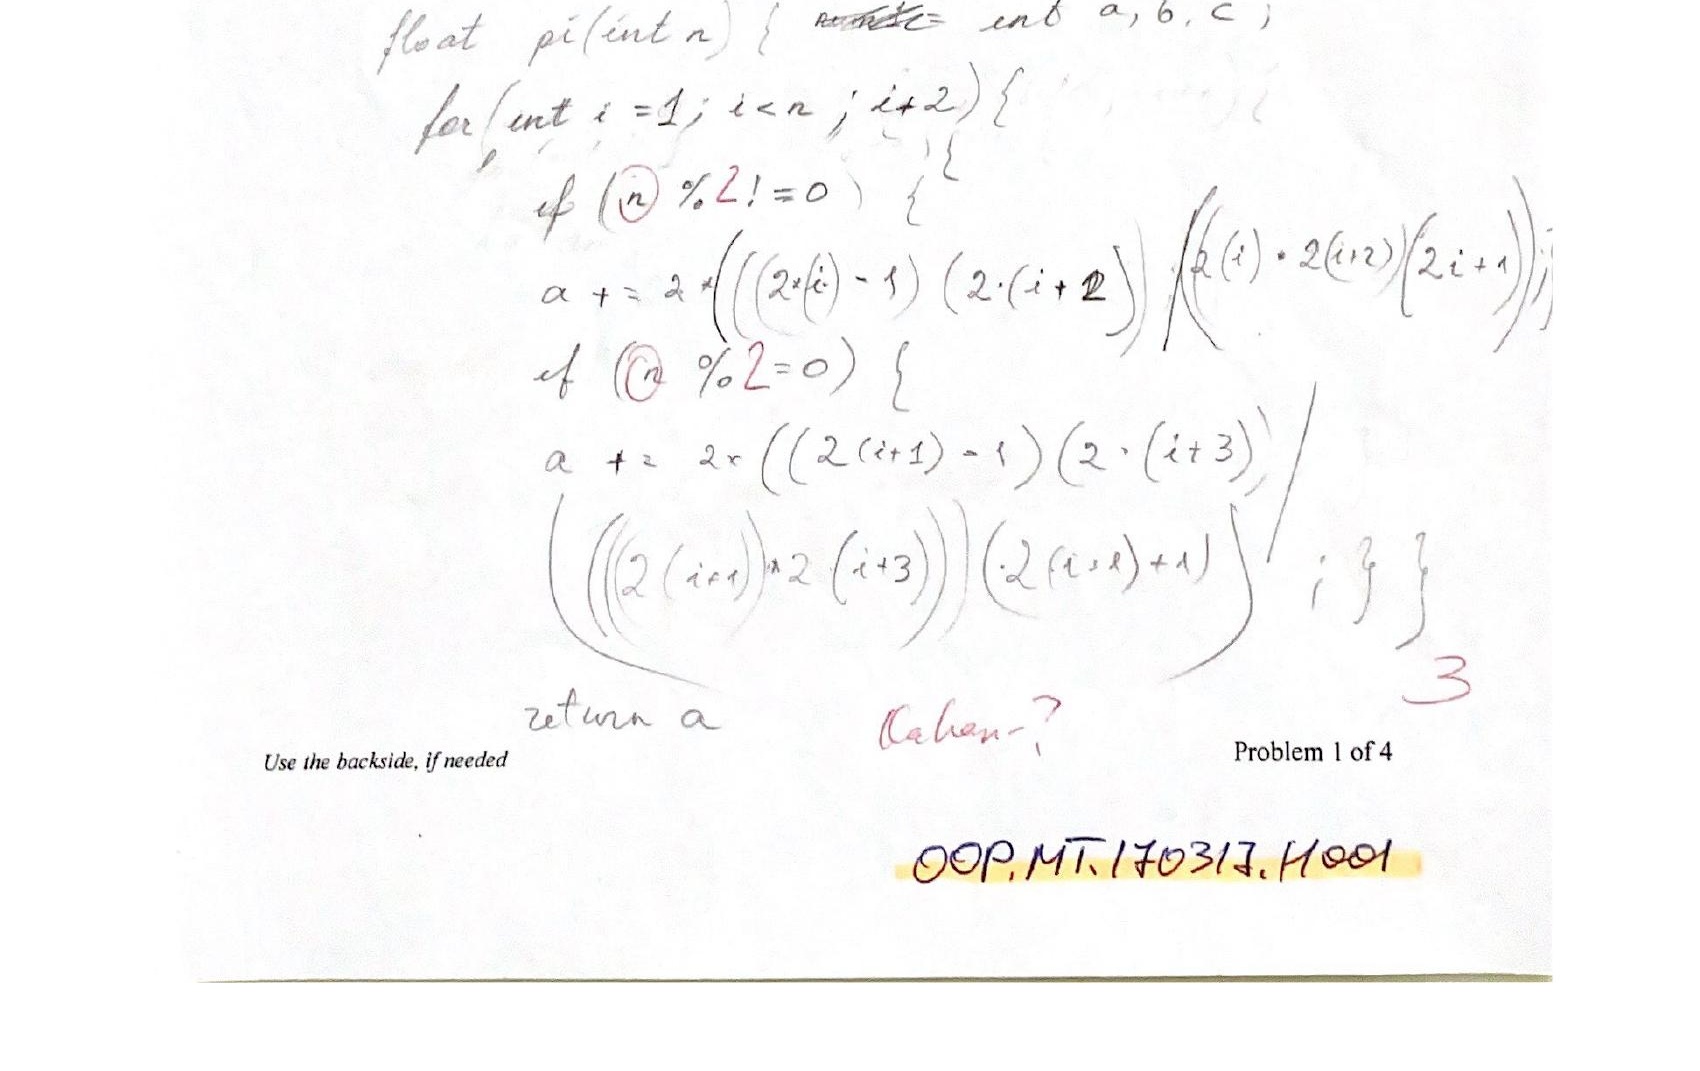 float pi(int n) { int a, b, c ;
for(int i =1; i<n ; i+2){
{
if (n %2!=0) {
a += 2*(((2*(i)-1) (2·(i+2)) /((2(i)·2(i+2))(2i+1));}
if (n %2=0) {
a += 2*((2(i+1)-1)(2·(i+3)) /
(((2(i+1))*2(i+3)))(2(i+1)+1)) ; } }
3
return a Kahan-?
Use the backside, if needed Problem 1 of 4
OOP.MT.170317.H001